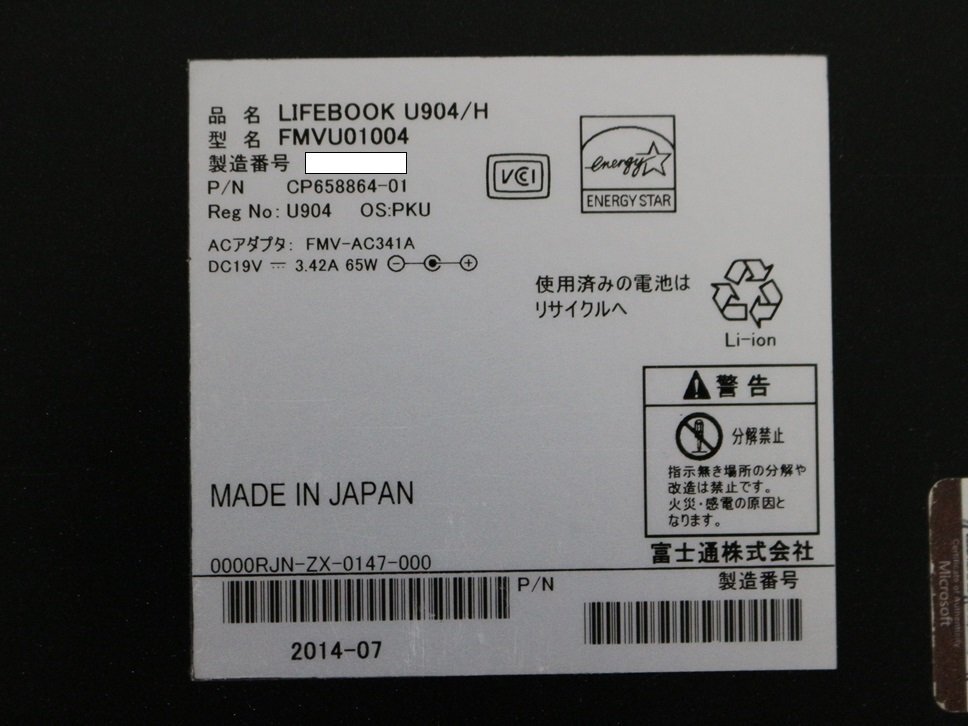 品 名 LIFEBOOK U904/H
型 名 FMVU01004
製造番号
P/N CP658864-01
Reg No: U904 OS:PKU
VCI
energy
ENERGY STAR
ACアダプタ: FMV-AC341A
DC19V 3.42A 65W
使用済みの電池は
リサイクルへ
Li-ion
警告
分解禁止
指示無き場所の分解や
改造は禁止です。
火災・感電の原因と
なります。
MADE IN JAPAN
富士通株式会社
0000RJN-ZX-0147-000
P/N
製造番号
2014-07
Certificate of Authenticity
Microsoft